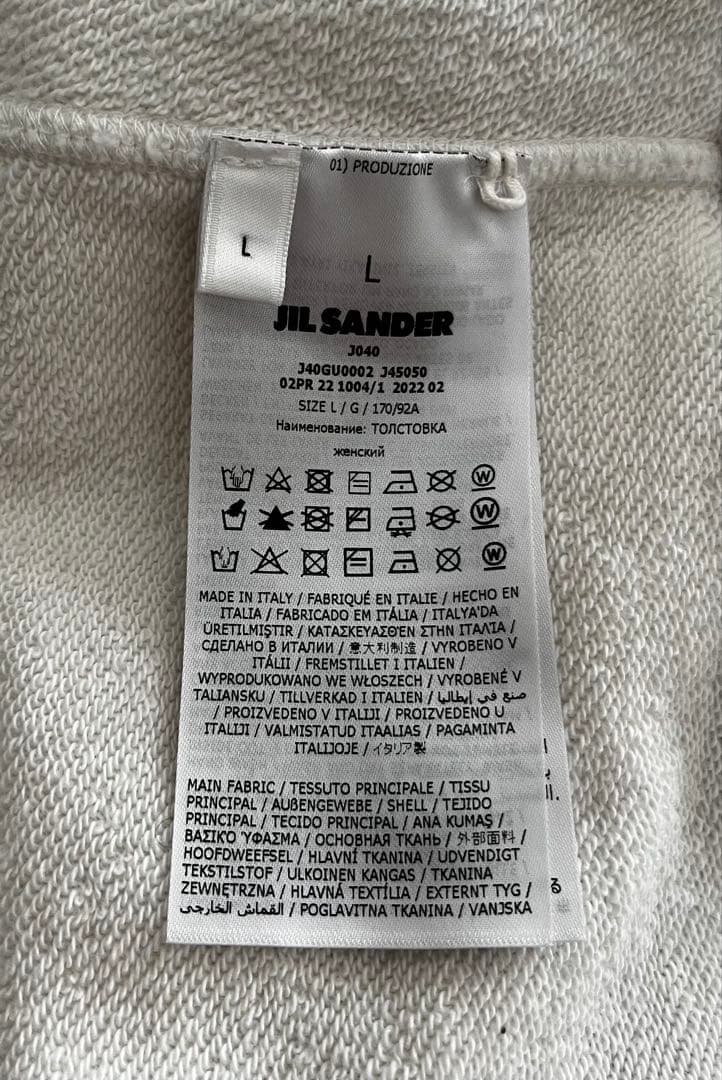 01) PRODUZIONE
L
L
JIL SANDER
J040
J40GU0002 J45050
02PR 22 1004/1 2022 02
SIZE L / G / 170/92A
Наименование: ТОЛСТОВКА
женский
MADE IN ITALY / FABRIQUÉ EN ITALIE / HECHO EN
ITALIA / FABRICADO EM ITÁLIA / ITALYA'DA
ÜRETILMIŞTIR / ΚΑΤΑΣΚΕΥΑΣΘΈΝ ΣΤΗΝ ΙΤΑΛΊΑ /
СДЕЛАНО В ИТАЛИИ / 意大利制造 / VYROBENO V
ITÁLII / FREMSTILLET I ITALIEN /
WYPRODUKOWANO WE WŁOSZECH / VYROBENÉ V
TALIANSKU / TILLVERKAD I ITALIEN / صنع في إيطاليا
/ PROIZVEDENO V ITALIJI / PROIZVEDENO U
ITALIJI / VALMISTATUD ITAALIAS / PAGAMINTA
ITALIJOJE / イタリア製
MAIN FABRIC / TESSUTO PRINCIPALE / TISSU
PRINCIPAL / AUßENGEWEBE / SHELL / TEJIDO
PRINCIPAL / TECIDO PRINCIPAL / ANA KUMAŞ /
ΒΑΣΙΚΌ ΎΦΑΣΜΑ / ОСНОВНАЯ ТКАНЬ / 外部面料 /
HOOFDWEEFSEL / HLAVNÍ TKANINA / UDVENDIGT
TEKSTILSTOF / ULKOINEN KANGAS / TKANINA
ZEWNĘTRZNA / HLAVNÁ TEXTÍLIA / EXTERNT TYG /
القماش الخارجي / POGLAVITNA TKANINA / VANJSKA